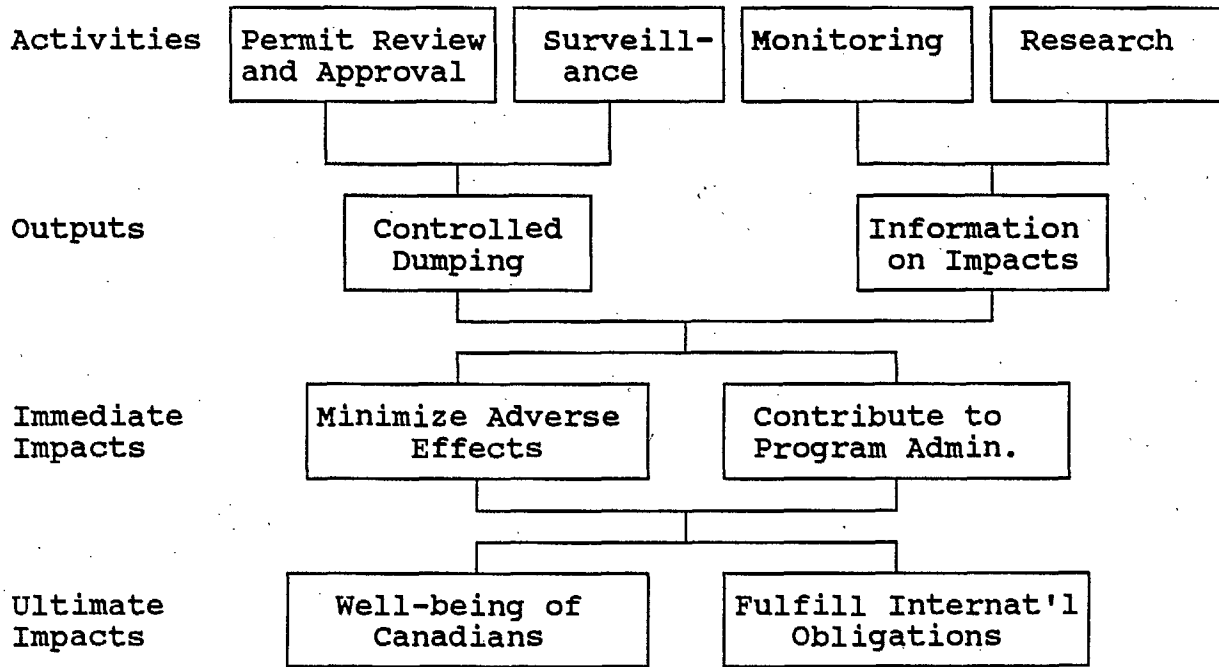 Activities
Permit Review
and Approval
Surveill-
ance
Monitoring
Research
Outputs
Controlled
Dumping
Information
on Impacts
Immediate
Impacts
Minimize Adverse
Effects
Contribute to
Program Admin.
Ultimate
Impacts
Well-being of
Canadians
Fulfill Internat'l
Obligations